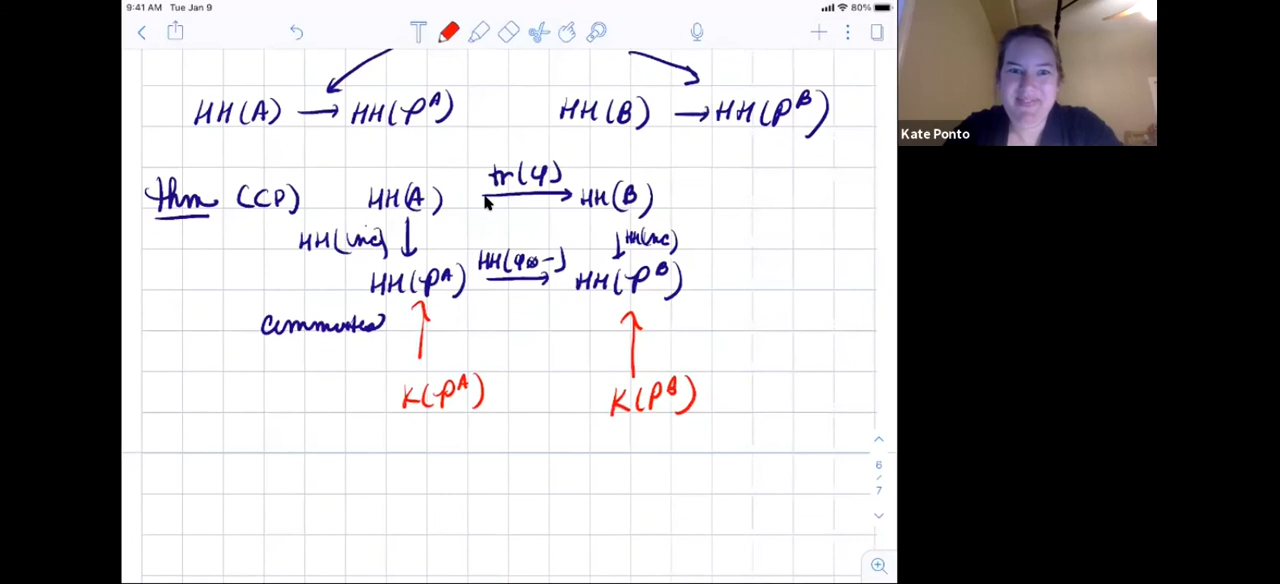 9:41 AM Tue Jan 9
80%
HH(A) → HH(P^A) HH(B) → HH(P^B)
Kate Ponto
thm (CP) HH(A) tr(φ) → HH(B)
HH(inc) ↓ ↓ HH(inc)
HH(P^A) HH(φ⊗-) → HH(P^B)
commutes ↑ ↑
K(P^A) K(P^B)
6
/
7